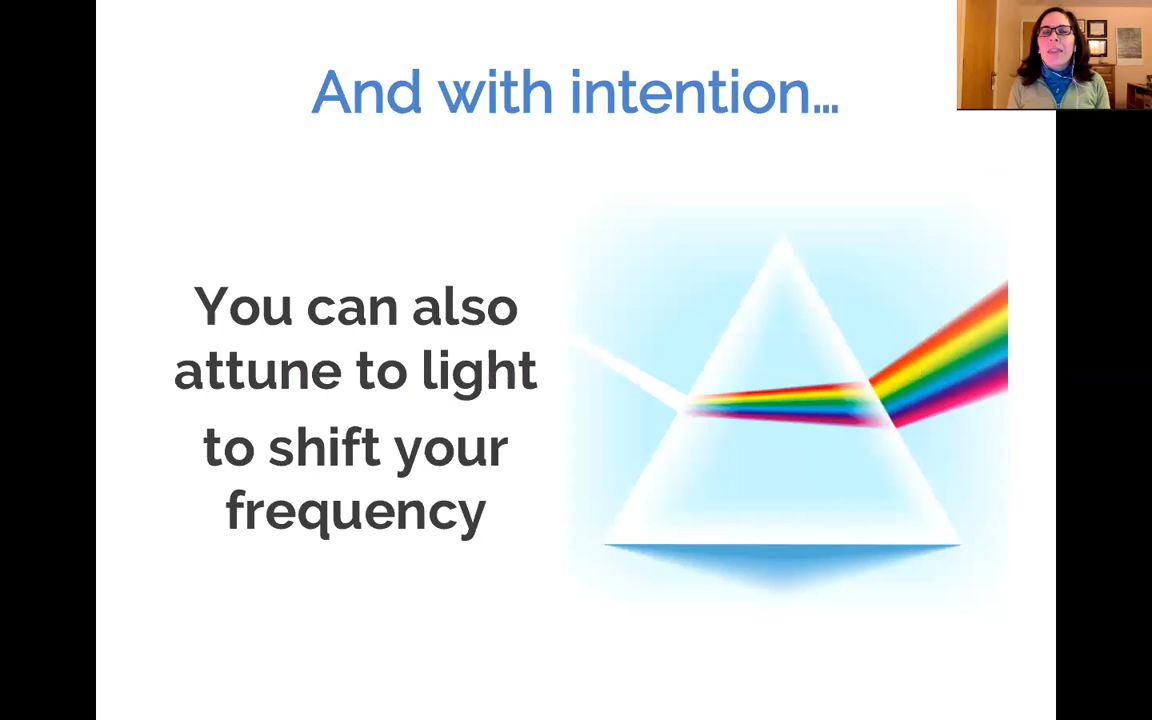 And with intention…
You can also
attune to light
to shift your
frequency